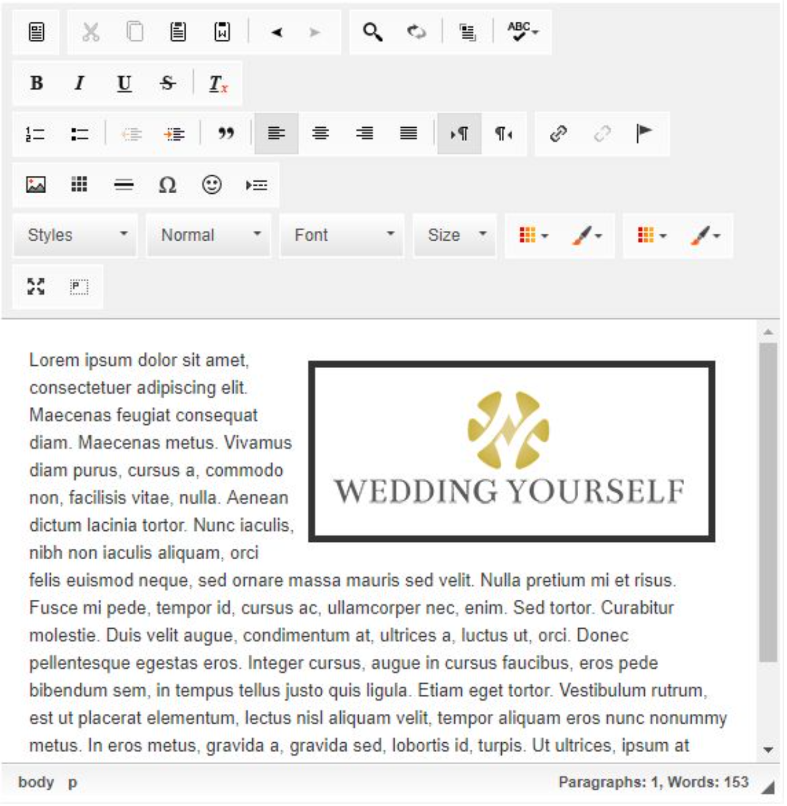 ABC
B I U S Tx
Styles Normal Font Size
Lorem ipsum dolor sit amet,
consectetuer adipiscing elit.
Maecenas feugiat consequat
diam. Maecenas metus. Vivamus
diam purus, cursus a, commodo
non, facilisis vitae, nulla. Aenean
dictum lacinia tortor. Nunc iaculis,
nibh non iaculis aliquam, orci
WEDDING YOURSELF
felis euismod neque, sed ornare massa mauris sed velit. Nulla pretium mi et risus.
Fusce mi pede, tempor id, cursus ac, ullamcorper nec, enim. Sed tortor. Curabitur
molestie. Duis velit augue, condimentum at, ultrices a, luctus ut, orci. Donec
pellentesque egestas eros. Integer cursus, augue in cursus faucibus, eros pede
bibendum sem, in tempus tellus justo quis ligula. Etiam eget tortor. Vestibulum rutrum,
est ut placerat elementum, lectus nisl aliquam velit, tempor aliquam eros nunc nonummy
metus. In eros metus, gravida a, gravida sed, lobortis id, turpis. Ut ultrices, ipsum at
body p Paragraphs: 1, Words: 153